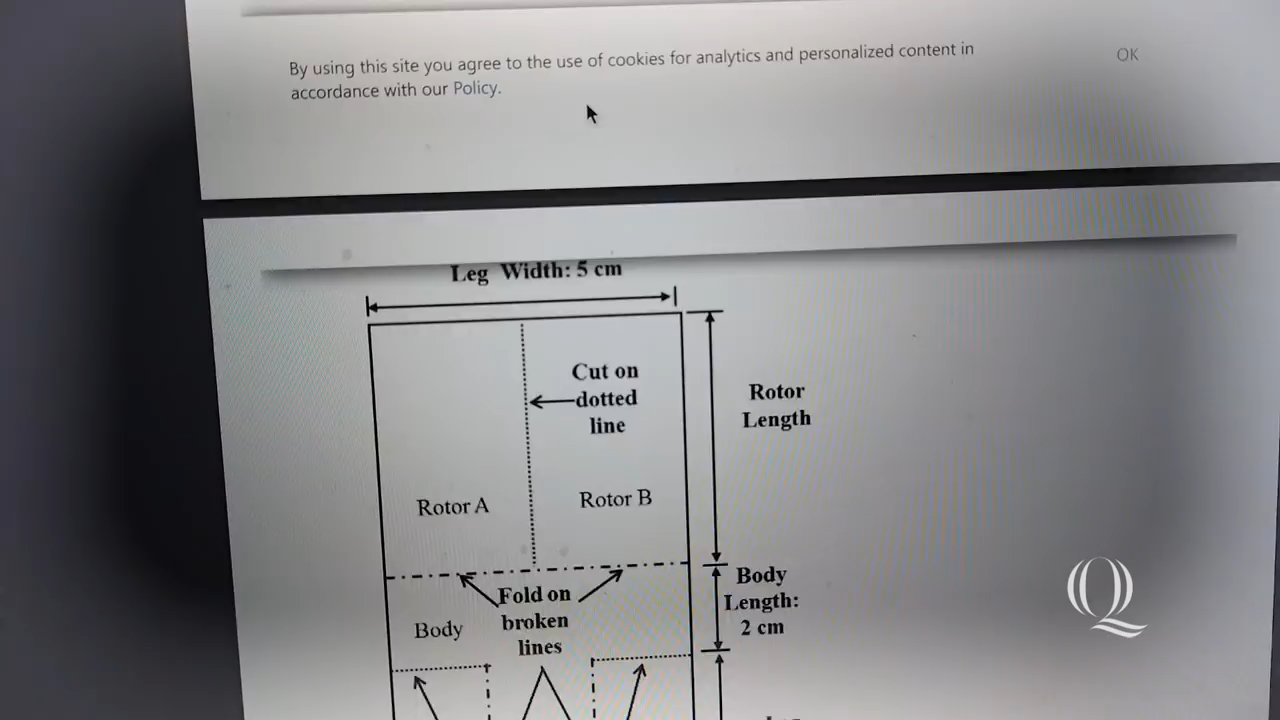 By using this site you agree to the use of cookies for analytics and personalized content in
accordance with our Policy.
OK
Leg Width: 5 cm
Cut on
dotted
line
Rotor
Length
Rotor A
Rotor B
Fold on
broken
lines
Body
Body
Length:
2 cm
Q